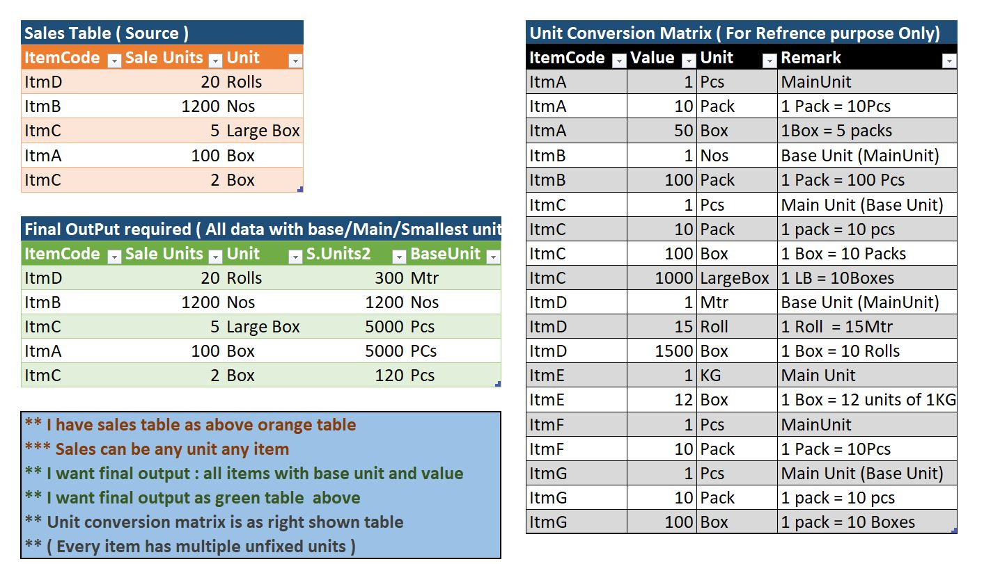 Sales Table ( Source )
ItemCode Sale Units Unit
ItmD 20 Rolls
ItmB 1200 Nos
ItmC 5 Large Box
ItmA 100 Box
ItmC 2 Box
Final OutPut required ( All data with base/Main/Smallest unit
ItemCode Sale Units Unit S.Units2 BaseUnit
ItmD 20 Rolls 300 Mtr
ItmB 1200 Nos 1200 Nos
ItmC 5 Large Box 5000 Pcs
ItmA 100 Box 5000 PCs
ItmC 2 Box 120 Pcs
** I have sales table as above orange table
*** Sales can be any unit any item
** I want final output : all items with base unit and value
** I want final output as green table above
** Unit conversion matrix is as right shown table
** ( Every item has multiple unfixed units )
Unit Conversion Matrix ( For Refrence purpose Only)
ItemCode Value Unit Remark
ItmA 1 Pcs MainUnit
ItmA 10 Pack 1 Pack = 10Pcs
ItmA 50 Box 1Box = 5 packs
ItmB 1 Nos Base Unit (MainUnit)
ItmB 100 Pack 1 Pack = 100 Pcs
ItmC 1 Pcs Main Unit (Base Unit)
ItmC 10 Pack 1 pack = 10 pcs
ItmC 100 Box 1 Box = 10 Packs
ItmC 1000 LargeBox 1 LB = 10Boxes
ItmD 1 Mtr Base Unit (MainUnit)
ItmD 15 Roll 1 Roll = 15Mtr
ItmD 1500 Box 1 Box = 10 Rolls
ItmE 1 KG Main Unit
ItmE 12 Box 1 Box = 12 units of 1KG
ItmF 1 Pcs MainUnit
ItmF 10 Pack 1 Pack = 10Pcs
ItmG 1 Pcs Main Unit (Base Unit)
ItmG 10 Pack 1 pack = 10 pcs
ItmG 100 Box 1 pack = 10 Boxes